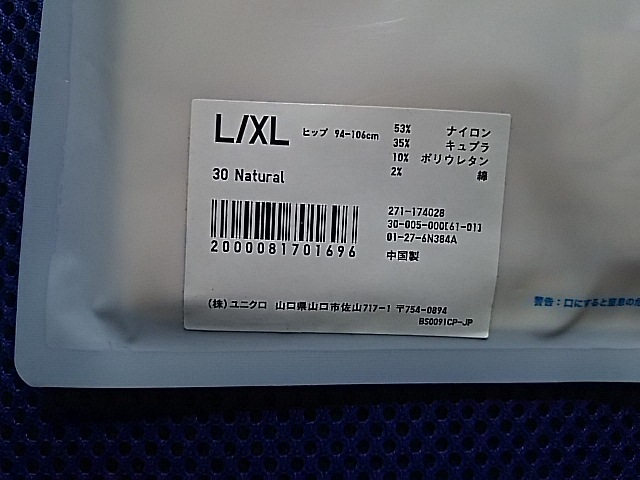 L/XL ヒップ 94-106cm
53% ナイロン
35% キュプラ
10% ポリウレタン
2% 綿
30 Natural
2000081701696
271-174028
30-005-000[61-01]
01-27-6N384A
中国製
(株)ユニクロ 山口県山口市佐山717-1 〒754-0894
BS0091CP-JP
警告：口にすると窒息の